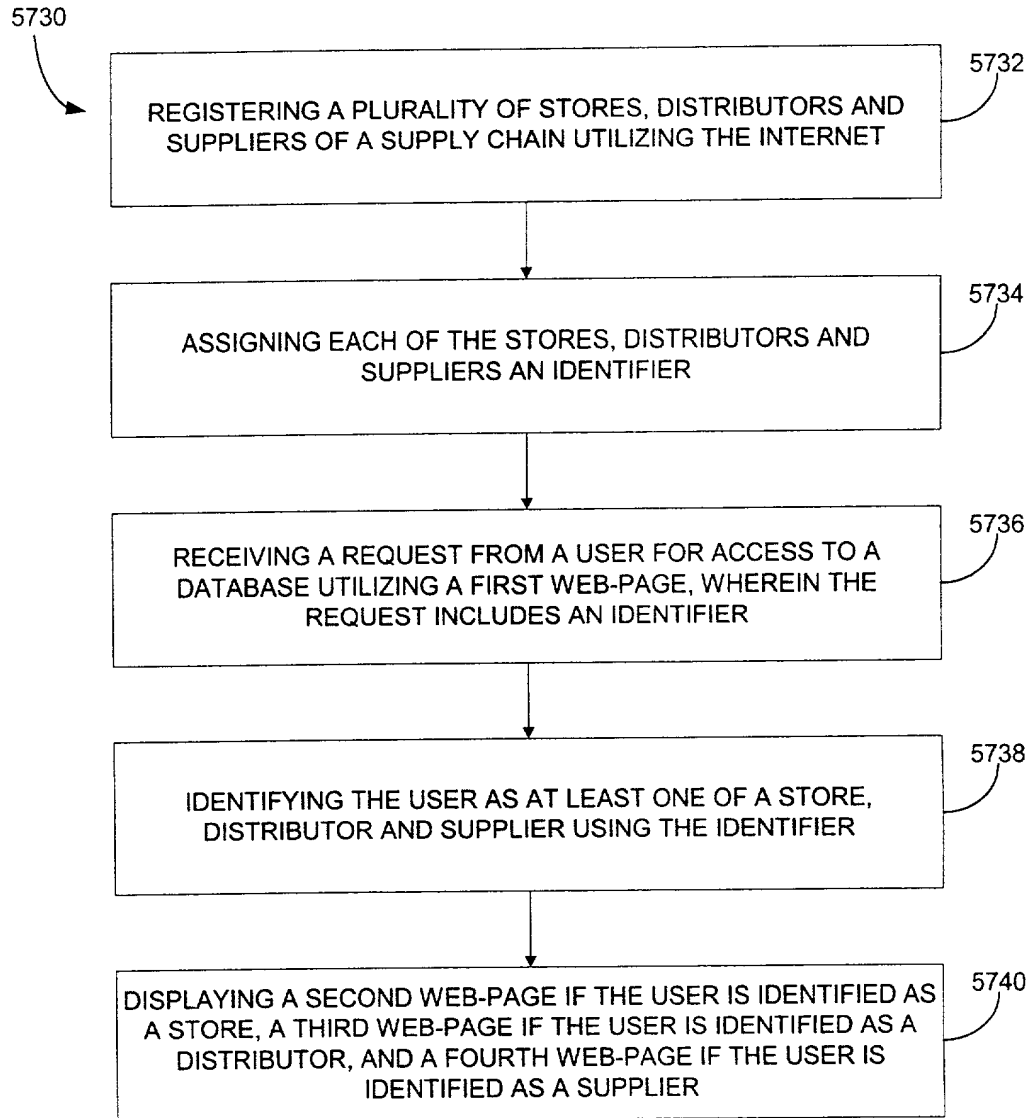 5730
5732
REGISTERING A PLURALITY OF STORES, DISTRIBUTORS AND
SUPPLIERS OF A SUPPLY CHAIN UTILIZING THE INTERNET
5734
ASSIGNING EACH OF THE STORES, DISTRIBUTORS AND
SUPPLIERS AN IDENTIFIER
5736
RECEIVING A REQUEST FROM A USER FOR ACCESS TO A
DATABASE UTILIZING A FIRST WEB-PAGE, WHEREIN THE
REQUEST INCLUDES AN IDENTIFIER
5738
IDENTIFYING THE USER AS AT LEAST ONE OF A STORE,
DISTRIBUTOR AND SUPPLIER USING THE IDENTIFIER
5740
DISPLAYING A SECOND WEB-PAGE IF THE USER IS IDENTIFIED AS
A STORE, A THIRD WEB-PAGE IF THE USER IS IDENTIFIED AS A
DISTRIBUTOR, AND A FOURTH WEB-PAGE IF THE USER IS
IDENTIFIED AS A SUPPLIER